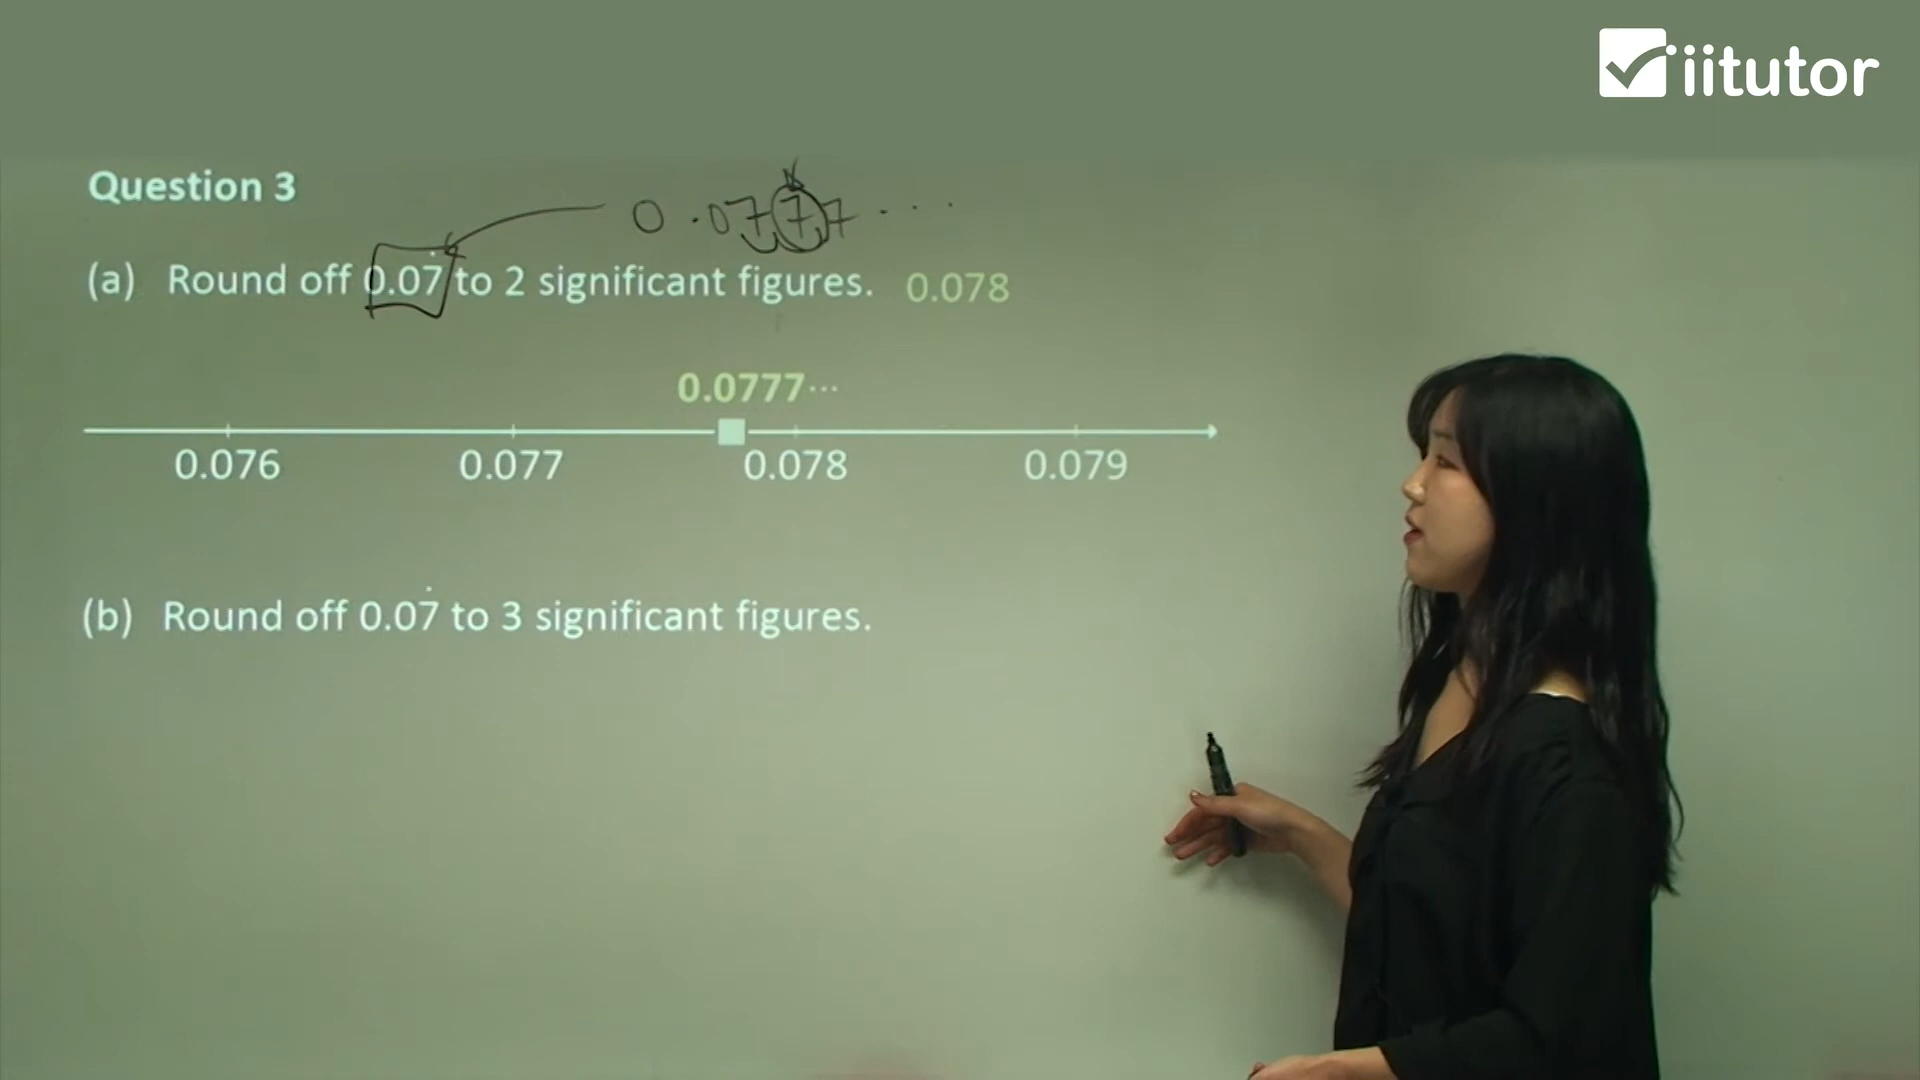 iitutor
Question 3
0.0777...
(a) Round off 0.07̇ to 2 significant figures. 0.078
0.0777...
0.076 0.077 0.078 0.079
(b) Round off 0.07̇ to 3 significant figures.